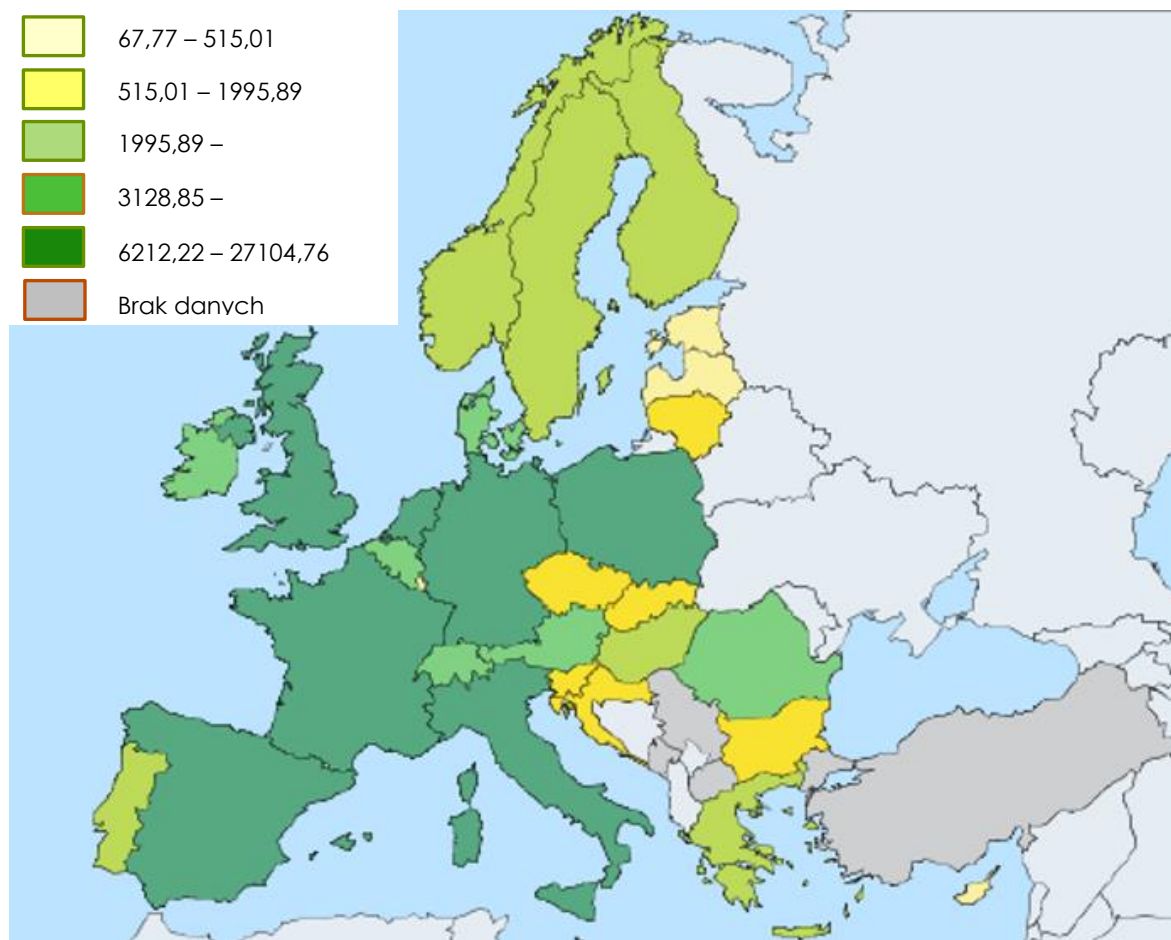 67,77 – 515,01
515,01 – 1995,89
1995,89 –
3128,85 –
6212,22 – 27104,76
Brak danych